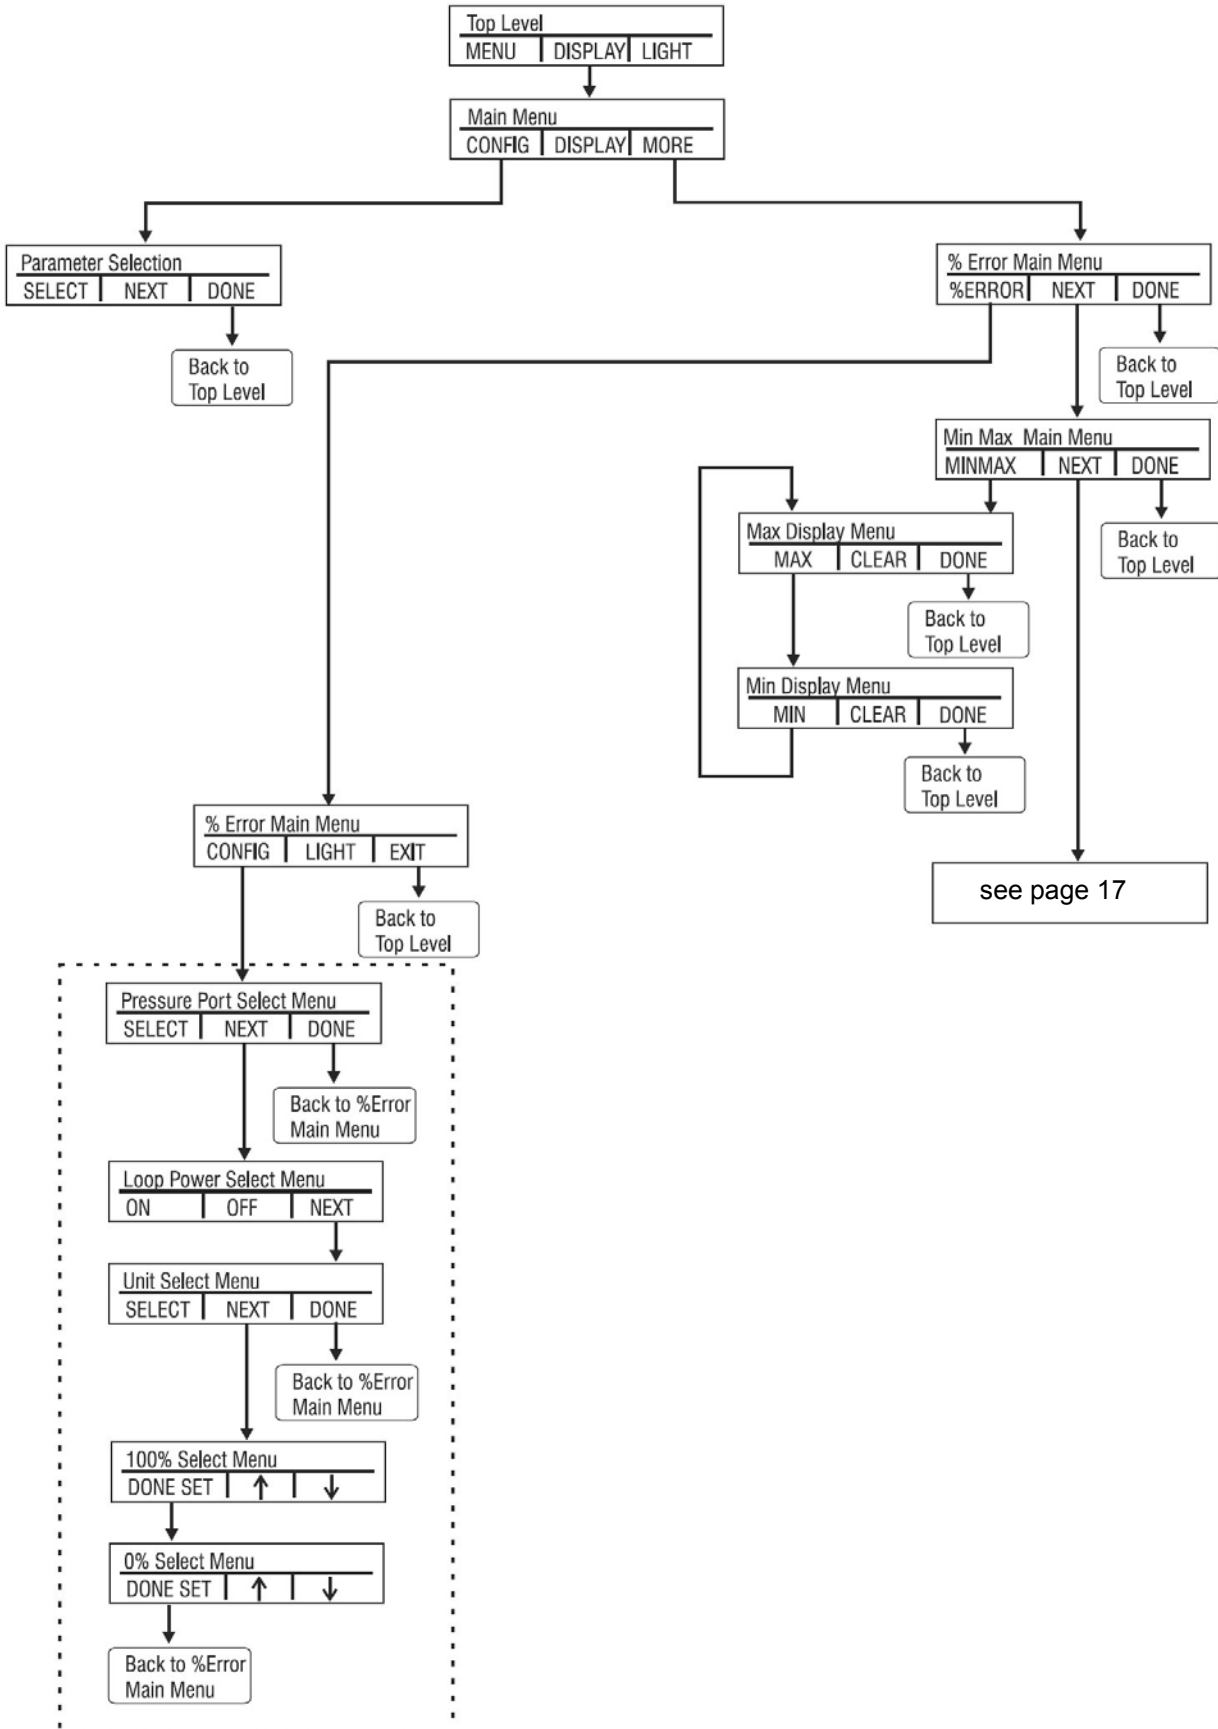 Top Level
MENU DISPLAY LIGHT
Main Menu
CONFIG DISPLAY MORE
Parameter Selection
SELECT NEXT DONE
Back to
Top Level
% Error Main Menu
%ERROR NEXT DONE
Back to
Top Level
Min Max Main Menu
MINMAX NEXT DONE
Back to
Top Level
Max Display Menu
MAX CLEAR DONE
Back to
Top Level
Min Display Menu
MIN CLEAR DONE
Back to
Top Level
see page 17
% Error Main Menu
CONFIG LIGHT EXIT
Back to
Top Level
Pressure Port Select Menu
SELECT NEXT DONE
Back to %Error
Main Menu
Loop Power Select Menu
ON OFF NEXT
Unit Select Menu
SELECT NEXT DONE
Back to %Error
Main Menu
100% Select Menu
DONE SET ↑ ↓
0% Select Menu
DONE SET ↑ ↓
Back to %Error
Main Menu